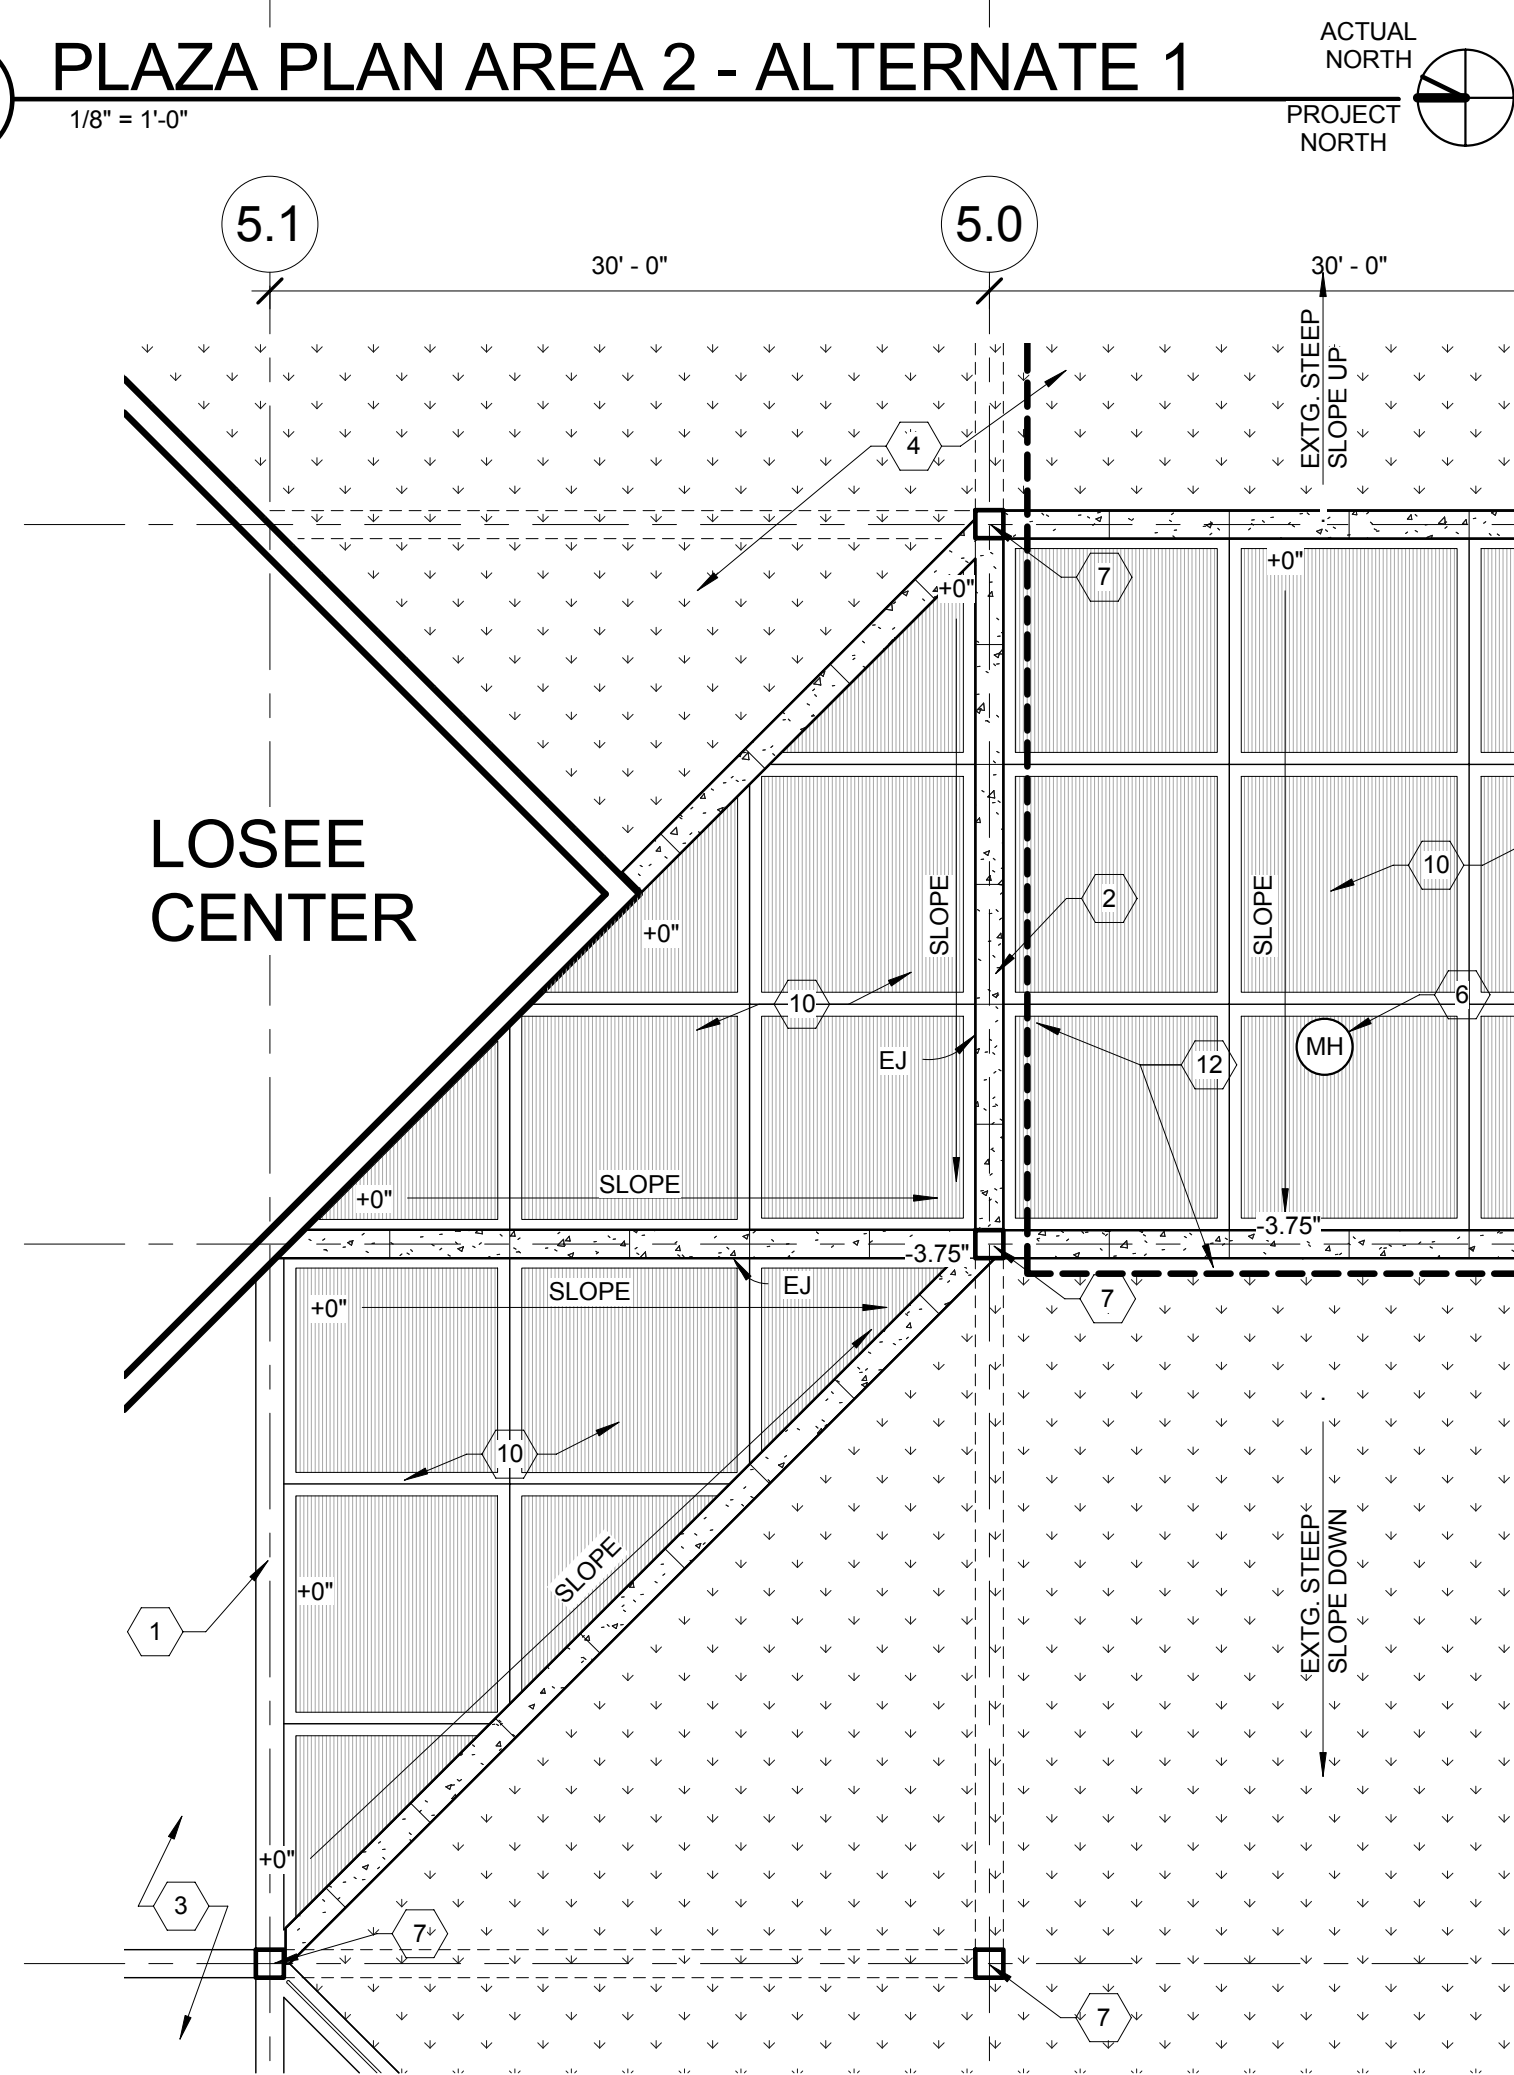 PLAZA PLAN AREA 2 - ALTERNATE 1
1/8" = 1'-0"
ACTUAL
NORTH
PROJECT
NORTH
5.1
5.0
30' - 0"
30' - 0"
EXTG. STEEP
SLOPE UP
4
7
+0"
+0"
LOSEE
CENTER
10
SLOPE
SLOPE
2
+0"
10
6
MH
EJ
12
SLOPE
+0"
-3.75"
-3.75"
EJ
SLOPE
+0"
7
10
EXTG. STEEP
SLOPE DOWN
SLOPE
+0"
1
+0"
3
7
7